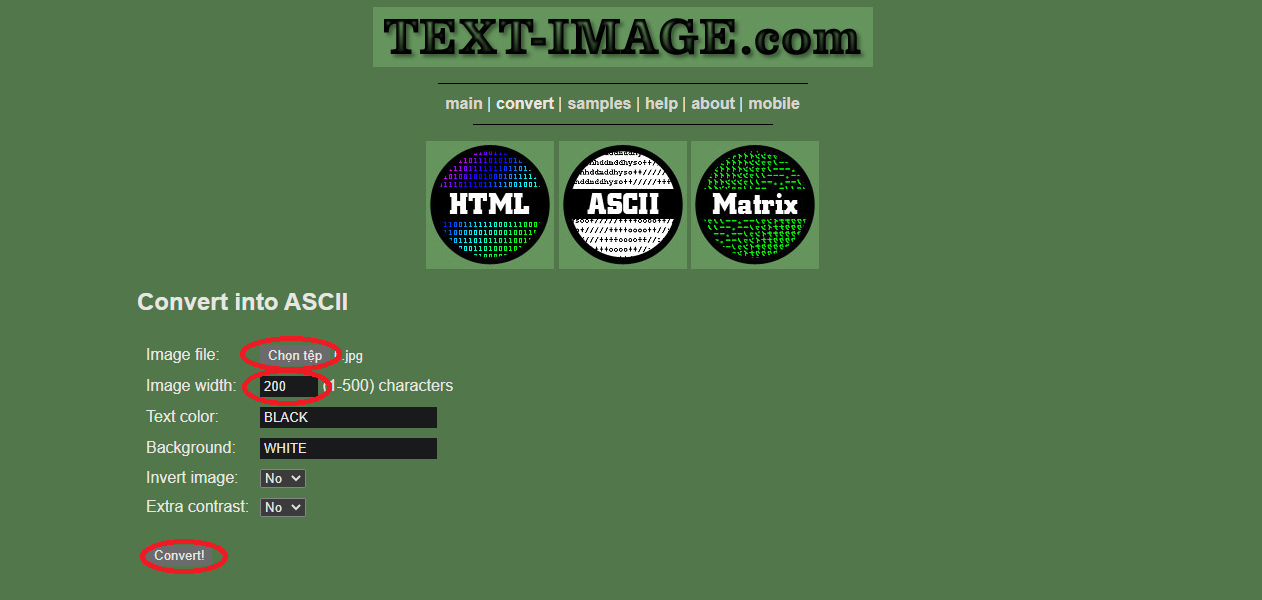 TEXT-IMAGE.com
main | convert | samples | help | about | mobile
HTML
ASCII
Matrix
Convert into ASCII
Image file: Chọn tệp .jpg
Image width: 200 (1-500) characters
Text color: BLACK
Background: WHITE
Invert image: No
Extra contrast: No
Convert!